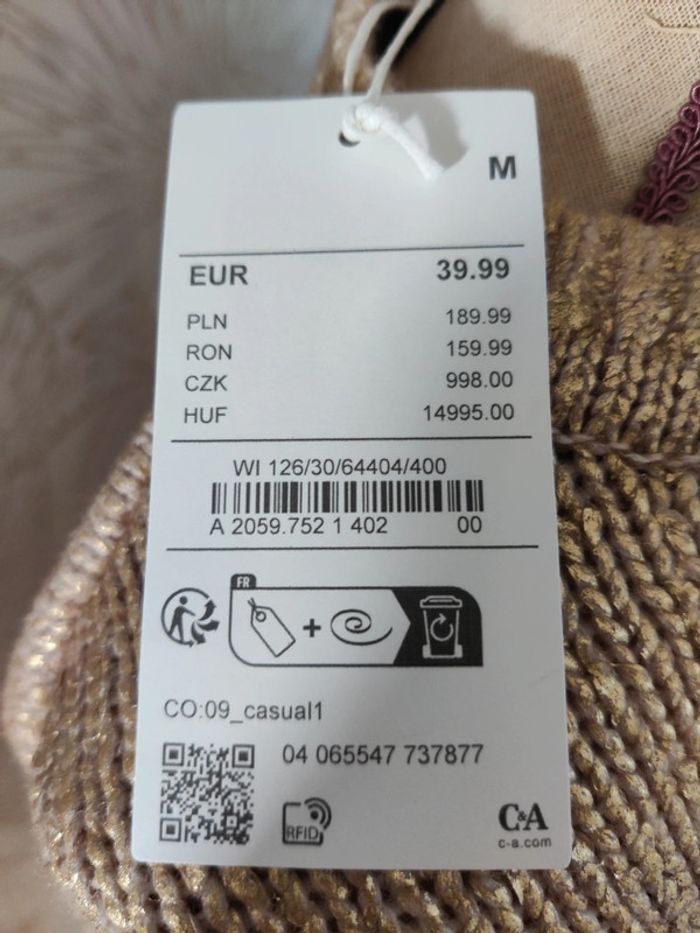 M
EUR 39.99
PLN 189.99
RON 159.99
CZK 998.00
HUF 14995.00
WI 126/30/64404/400
A 2059.752 1 402 00
FR
CO:09_casual1
04 065547 737877
RFID
C&A
c-a.com